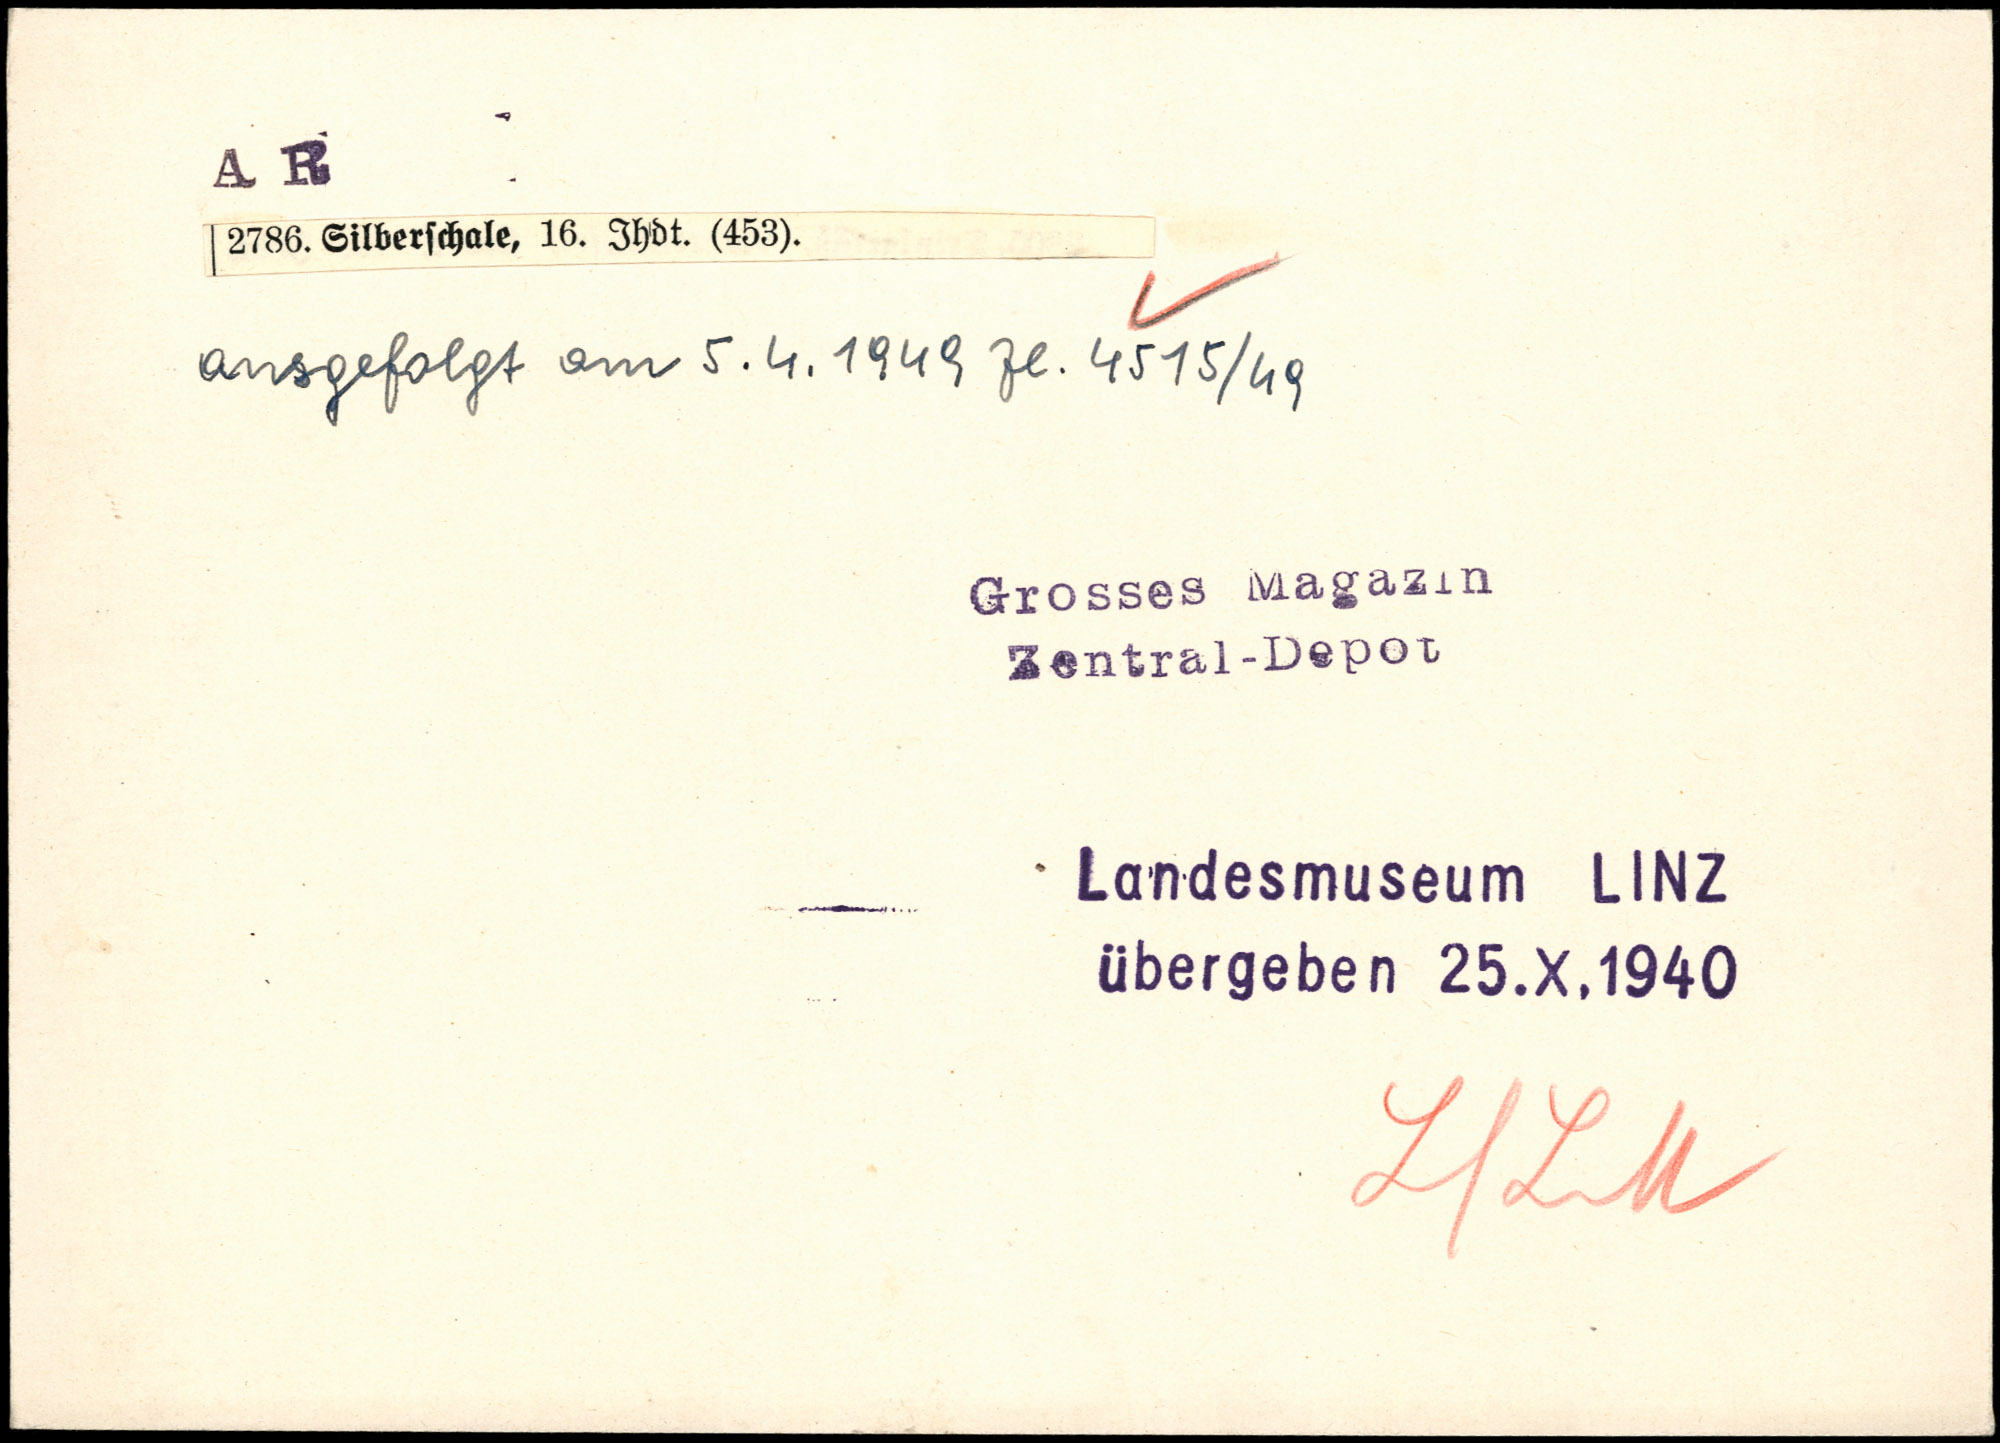 A R
2786. Silberſchale, 16. Jhdt. (453).
ausgefolgt am 5.4.1949 Zl. 4515/49
Grosses Magazin
Zentral-Depot
Landesmuseum LINZ
übergeben 25.X.1940